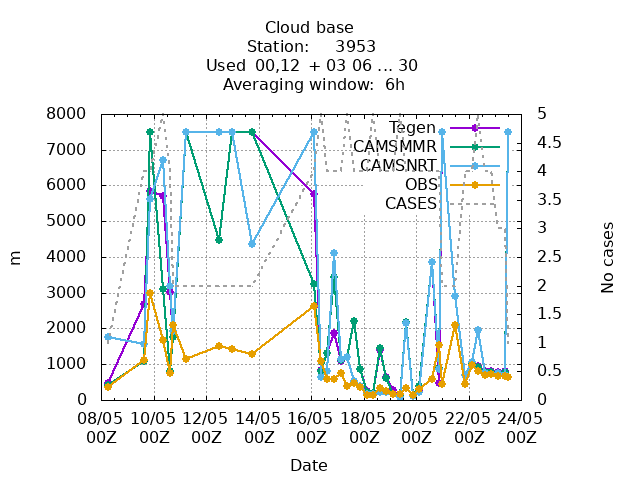 Cloud base
Station: 3953
Used 00,12 + 03 06 ... 30
Averaging window: 6h
8000
7000
6000
5000
4000
3000
2000
1000
0
m
5
4.5
4
3.5
3
2.5
2
1.5
1
0.5
0
No cases
Tegen
CAMSMMR
CAMSNRT
OBS
CASES
08/05 10/05 12/05 14/05 16/05 18/05 20/05 22/05 24/05
00Z 00Z 00Z 00Z 00Z 00Z 00Z 00Z 00Z
Date